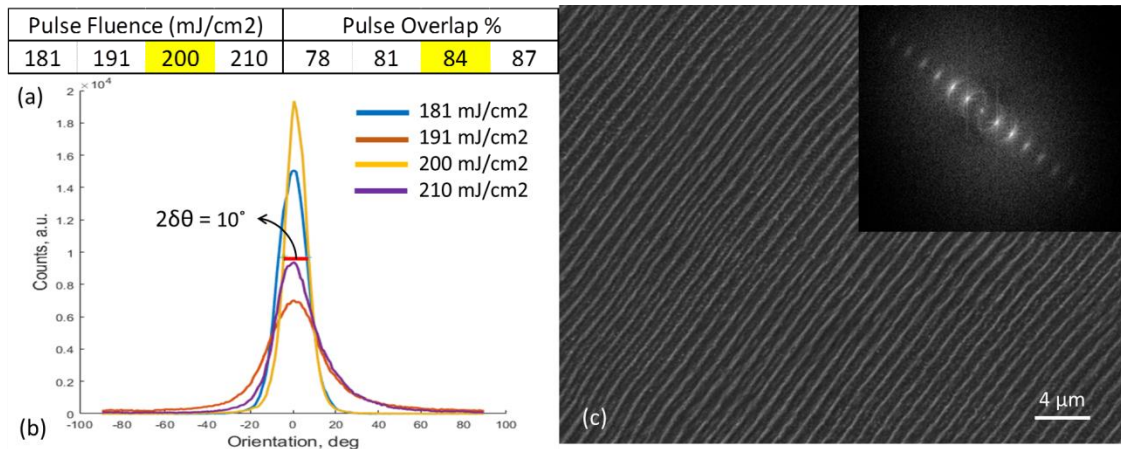 Pulse Fluence (mJ/cm2) Pulse Overlap %
181 191 200 210 78 81 84 87
(a)
×10⁴
2
1.8
1.6
1.4
1.2
1
0.8
0.6
0.4
0.2
0
Counts, a.u.
181 mJ/cm2
191 mJ/cm2
200 mJ/cm2
210 mJ/cm2
2δθ = 10˚
-100 -80 -60 -40 -20 0 20 40 60 80 100
Orientation, deg
(b)
(c)
4 μm